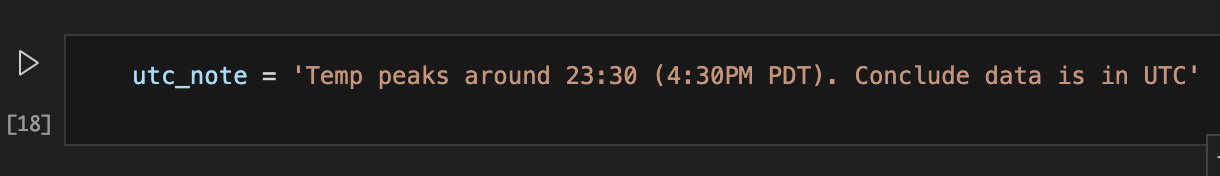 utc_note = 'Temp peaks around 23:30 (4:30PM PDT). Conclude data is in UTC'
[18]